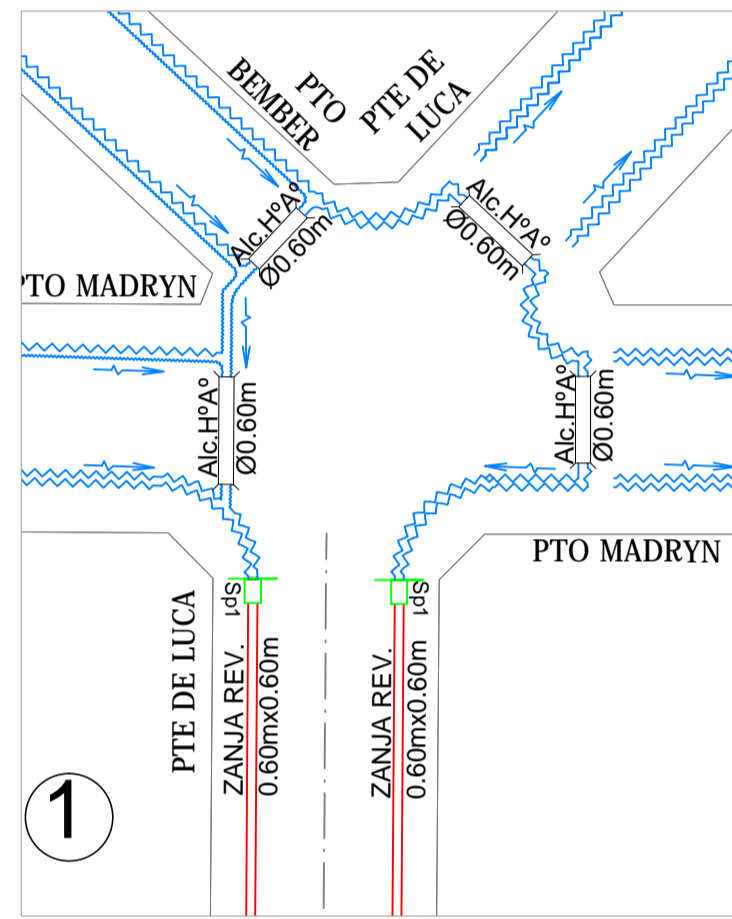 PTO
BEMBER
PTE DE
LUCA
Alc.HºAº
Ø0.60m
Alc.HºAº
Ø0.60m
PTO MADRYN
Alc.HºAº
Ø0.60m
Alc.HºAº
Ø0.60m
PTO MADRYN
Sp1
Sp1
PTE DE LUCA
ZANJA REV.
0.60mx0.60m
ZANJA REV.
0.60mx0.60m
1